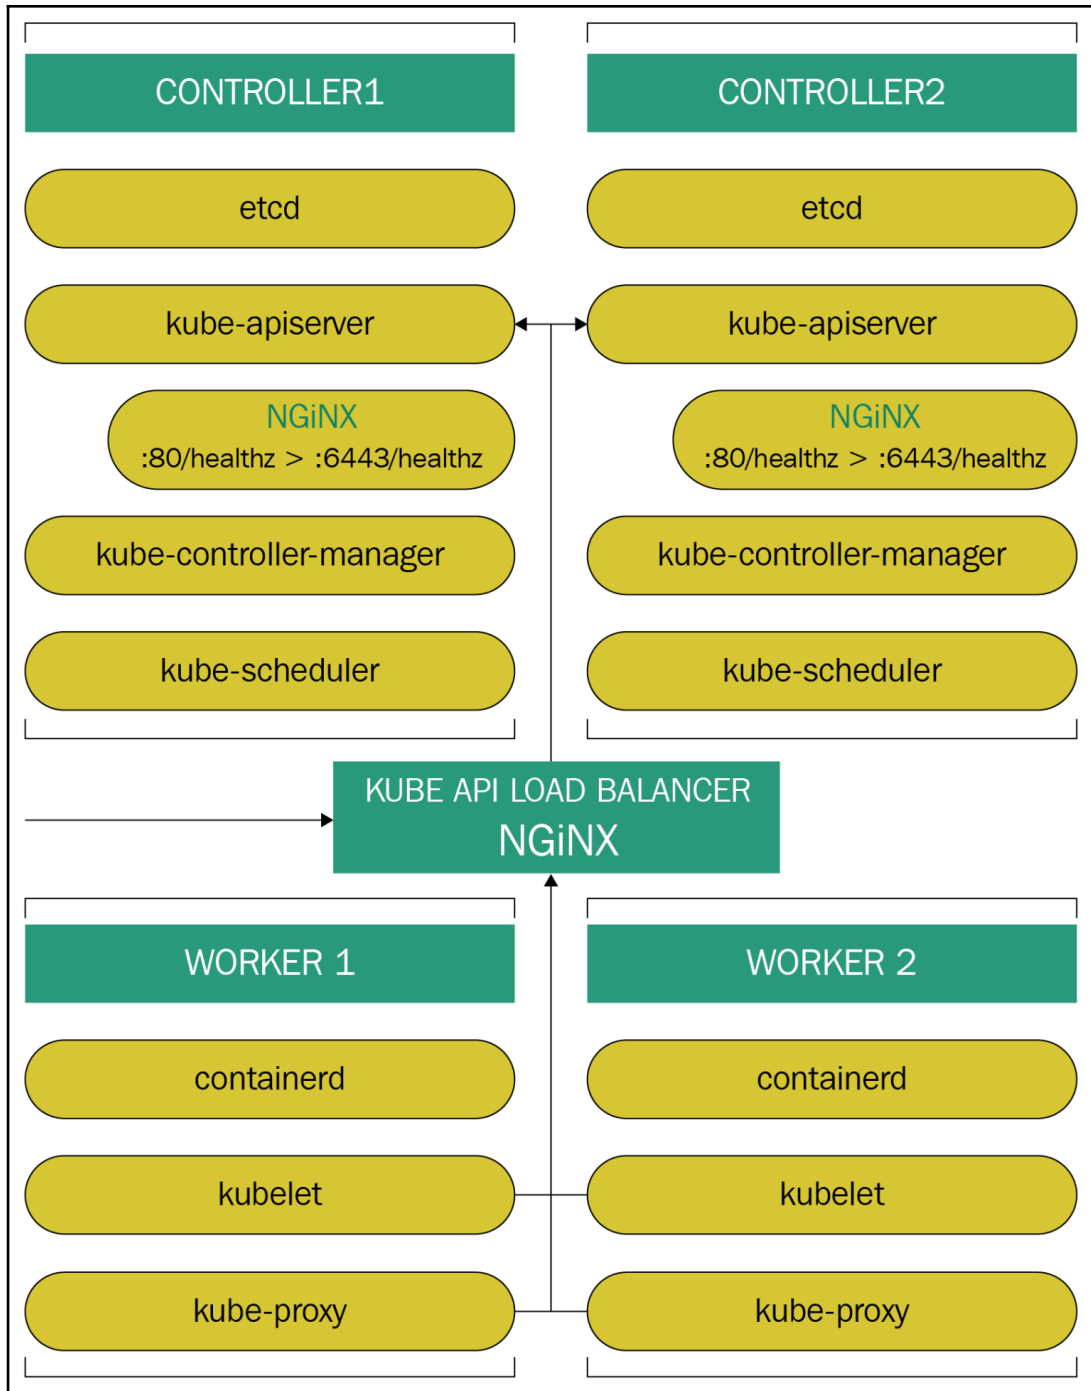 CONTROLLER1
etcd
kube-apiserver
NGiNX
:80/healthz > :6443/healthz
kube-controller-manager
kube-scheduler
CONTROLLER2
etcd
kube-apiserver
NGiNX
:80/healthz > :6443/healthz
kube-controller-manager
kube-scheduler
KUBE API LOAD BALANCER
NGiNX
WORKER 1
containerd
kubelet
kube-proxy
WORKER 2
containerd
kubelet
kube-proxy